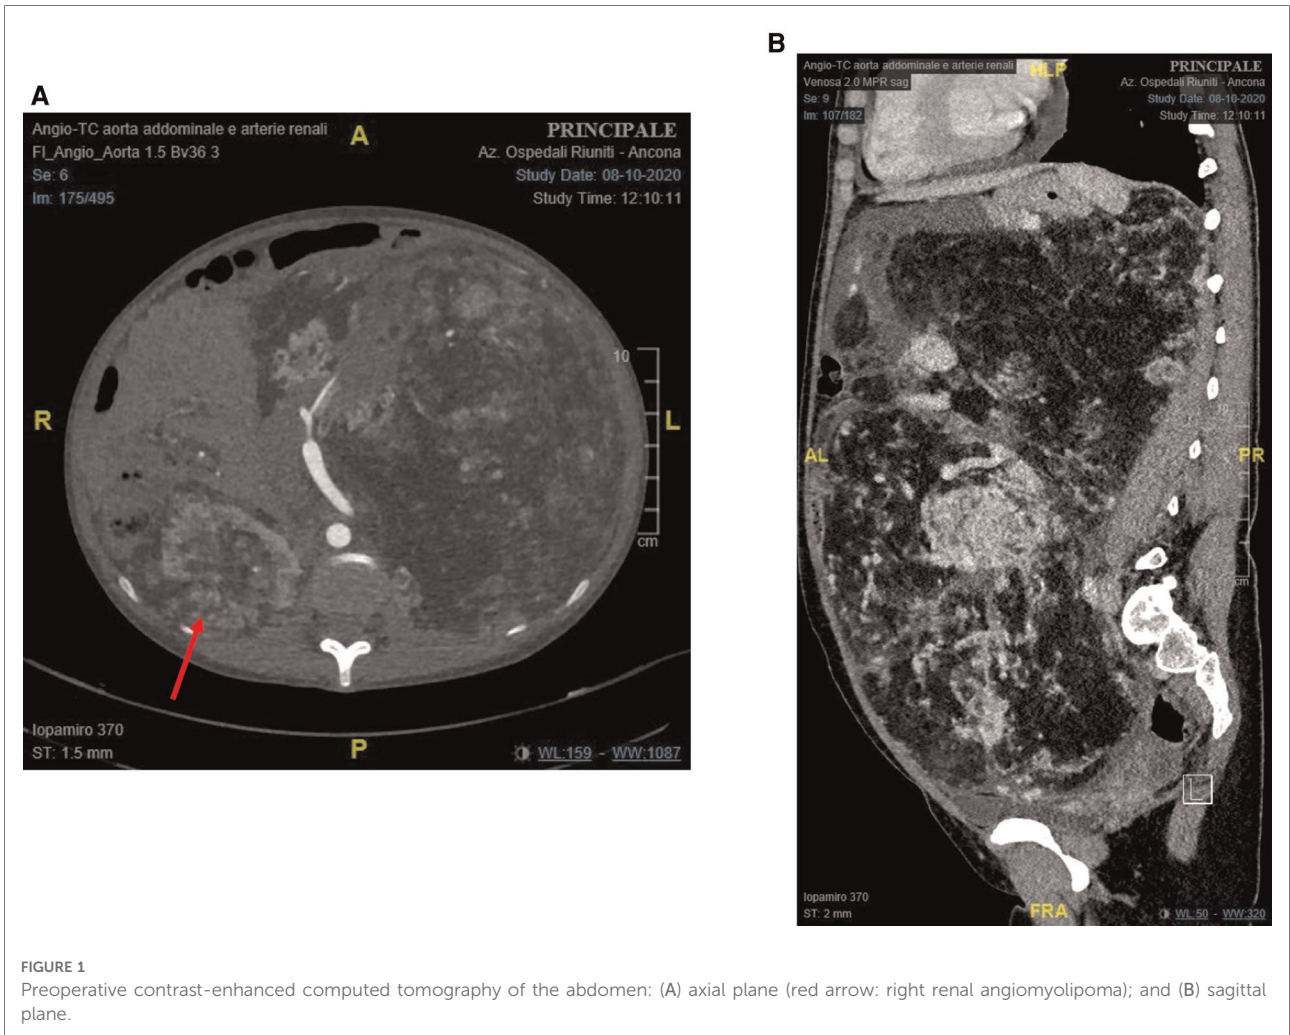 A
Angio-TC aorta addominale e arterie renali
FI_Angio_Aorta 1.5 Bv36 3
Se: 6
Im: 175/495
A
PRINCIPALE
Az. Ospedali Riuniti - Ancona
Study Date: 08-10-2020
Study Time: 12:10:11
R
10
L
cm
Iopamiro 370
ST: 1.5 mm
P
WL:159 - WW:1087
B
Angio-TC aorta addominale e arterie renali
Venosa 2.0 MPR sag
Se: 9
Im: 107/182
HLP
PRINCIPALE
Az. Ospedali Riuniti - Ancona
Study Date: 08-10-2020
Study Time: 12:10:11
AL
10
PR
cm
L
Iopamiro 370
ST: 2 mm
FRA
WL:50 - WW:320
FIGURE 1
Preoperative contrast-enhanced computed tomography of the abdomen: (A) axial plane (red arrow: right renal angiomyolipoma); and (B) sagittal
plane.